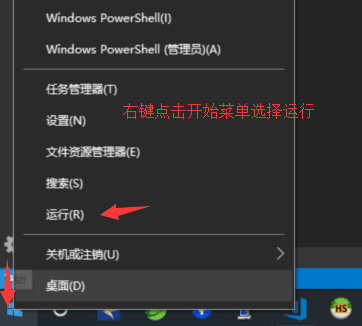 Windows PowerShell(I)
Windows PowerShell (管理员)(A)
任务管理器(T)
右键点击开始菜单选择运行
设置(N)
文件资源管理器(E)
搜索(S)
运行(R)
关机或注销(U)
桌面(D)
HS